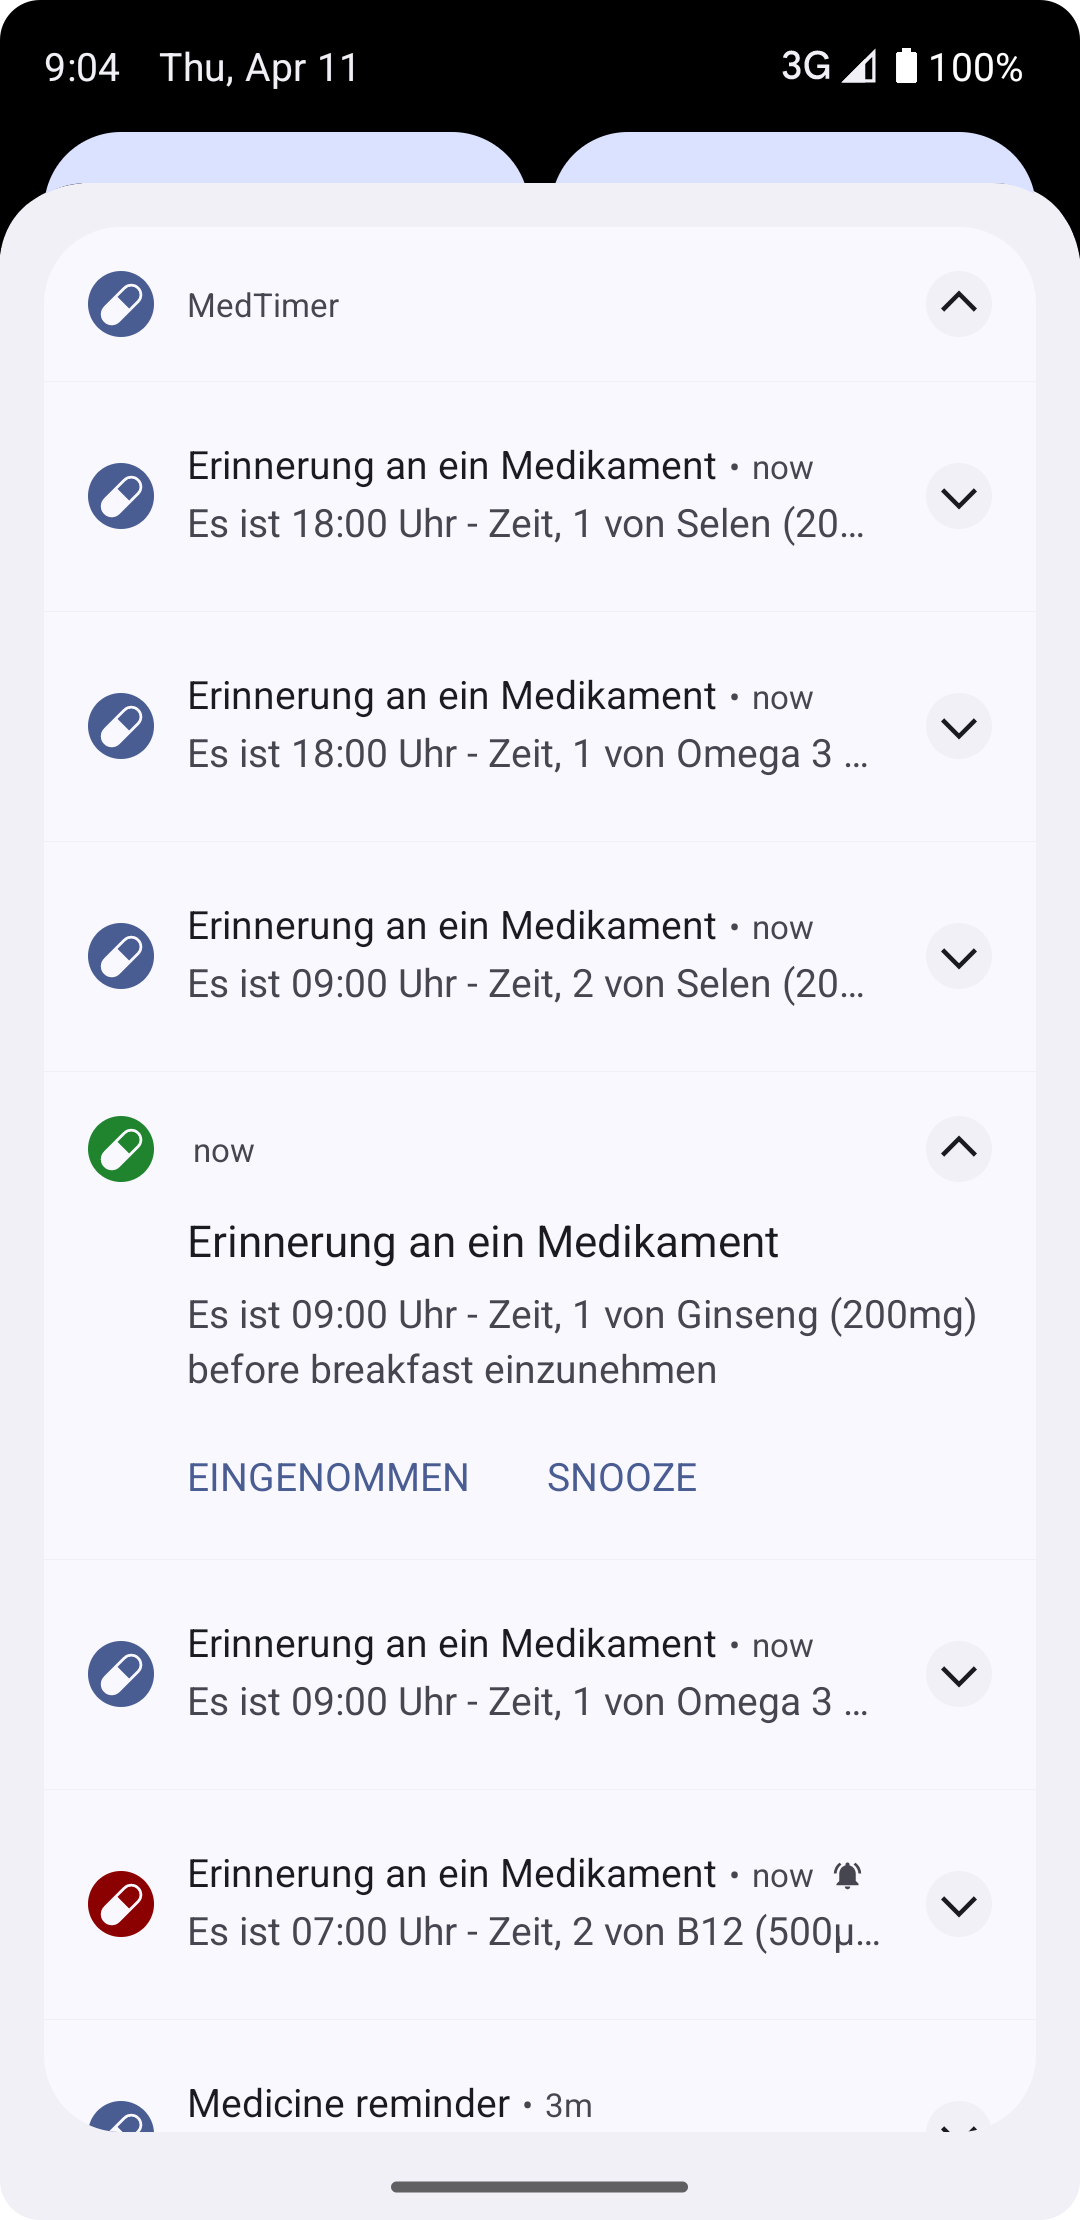 9:04 Thu, Apr 11 3G 100%
MedTimer
Erinnerung an ein Medikament • now
Es ist 18:00 Uhr - Zeit, 1 von Selen (20…
Erinnerung an ein Medikament • now
Es ist 18:00 Uhr - Zeit, 1 von Omega 3 …
Erinnerung an ein Medikament • now
Es ist 09:00 Uhr - Zeit, 2 von Selen (20…
now
Erinnerung an ein Medikament
Es ist 09:00 Uhr - Zeit, 1 von Ginseng (200mg)
before breakfast einzunehmen
EINGENOMMEN SNOOZE
Erinnerung an ein Medikament • now
Es ist 09:00 Uhr - Zeit, 1 von Omega 3 …
Erinnerung an ein Medikament • now
Es ist 07:00 Uhr - Zeit, 2 von B12 (500µ…
Medicine reminder • 3m